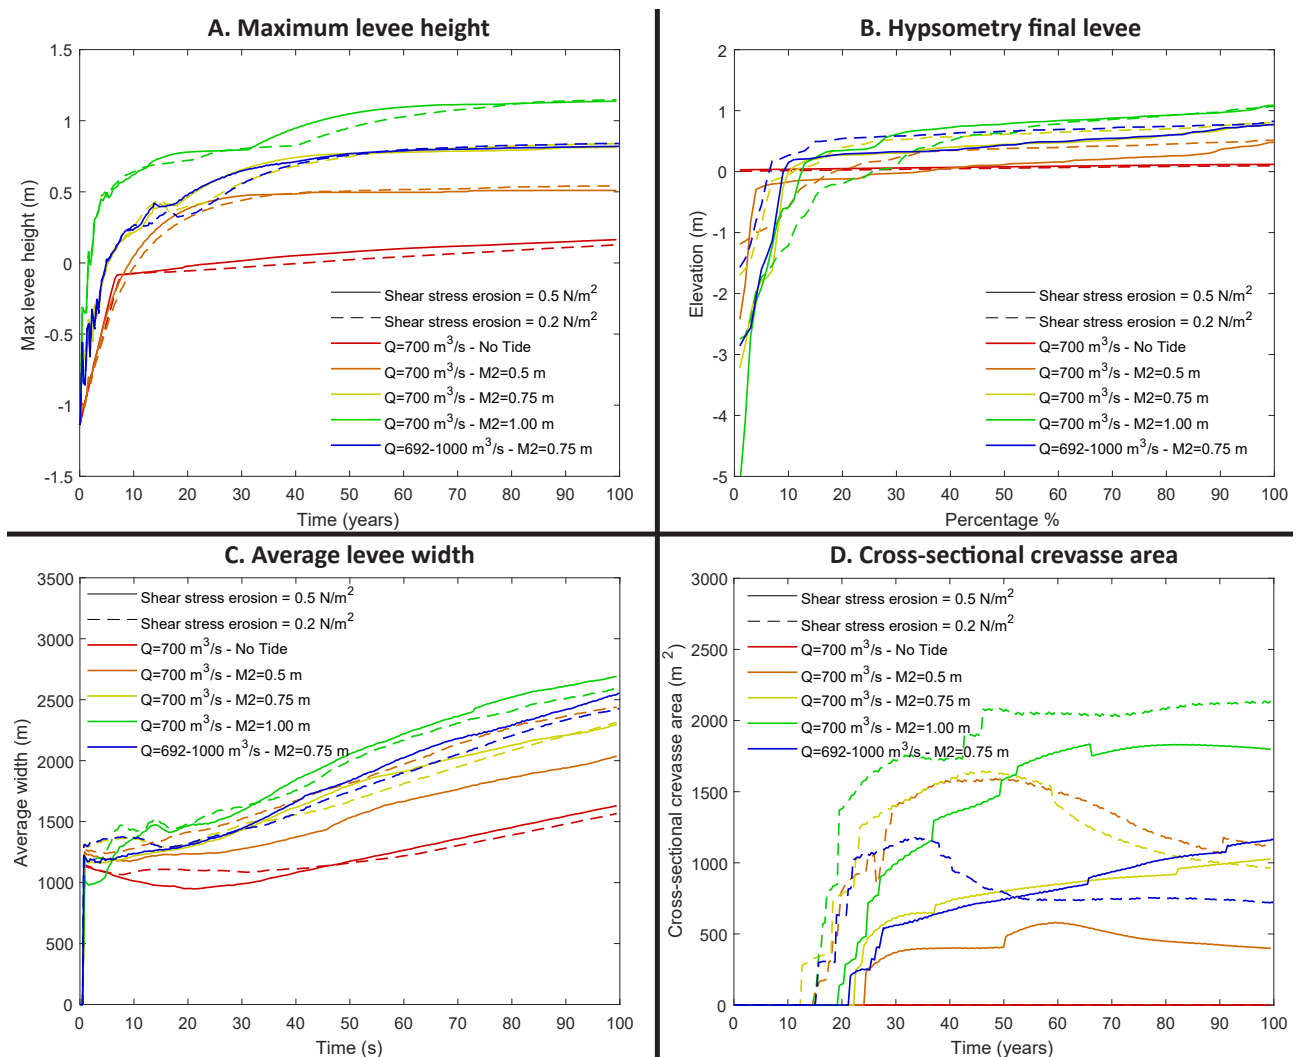 A. Maximum levee height
1.5
1
0.5
0
-0.5
-1
-1.5
Max levee height (m)
0 10 20 30 40 50 60 70 80 90 100
Time (years)
Shear stress erosion = 0.5 N/m²
Shear stress erosion = 0.2 N/m²
Q=700 m³/s - No Tide
Q=700 m³/s - M2=0.5 m
Q=700 m³/s - M2=0.75 m
Q=700 m³/s - M2=1.00 m
Q=692-1000 m³/s - M2=0.75 m
B. Hypsometry final levee
2
1
0
-1
-2
-3
-4
-5
Elevation (m)
0 10 20 30 40 50 60 70 80 90 100
Percentage %
Shear stress erosion = 0.5 N/m²
Shear stress erosion = 0.2 N/m²
Q=700 m³/s - No Tide
Q=700 m³/s - M2=0.5 m
Q=700 m³/s - M2=0.75 m
Q=700 m³/s - M2=1.00 m
Q=692-1000 m³/s - M2=0.75 m
C. Average levee width
3500
3000
2500
2000
1500
1000
500
0
Average width (m)
0 10 20 30 40 50 60 70 80 90 100
Time (s)
Shear stress erosion = 0.5 N/m²
Shear stress erosion = 0.2 N/m²
Q=700 m³/s - No Tide
Q=700 m³/s - M2=0.5 m
Q=700 m³/s - M2=0.75 m
Q=700 m³/s - M2=1.00 m
Q=692-1000 m³/s - M2=0.75 m
D. Cross-sectional crevasse area
3000
2500
2000
1500
1000
500
0
Cross-sectional crevasse area (m²)
0 10 20 30 40 50 60 70 80 90 100
Time (years)
Shear stress erosion = 0.5 N/m²
Shear stress erosion = 0.2 N/m²
Q=700 m³/s - No Tide
Q=700 m³/s - M2=0.5 m
Q=700 m³/s - M2=0.75 m
Q=700 m³/s - M2=1.00 m
Q=692-1000 m³/s - M2=0.75 m